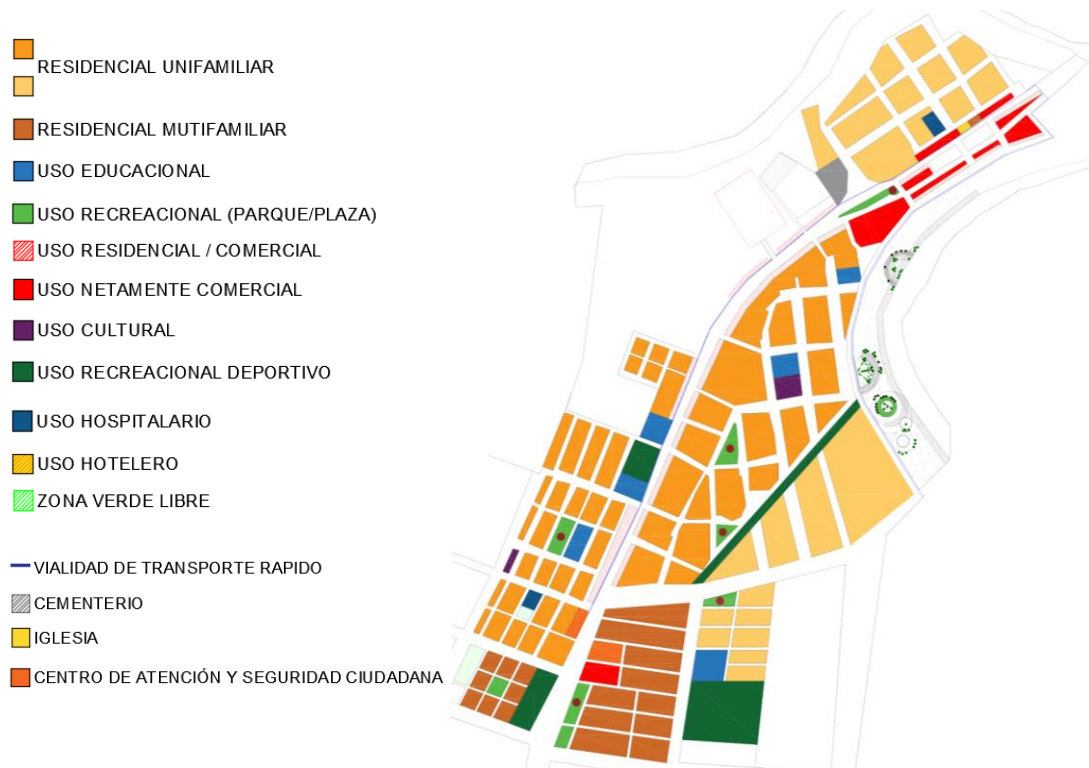 RESIDENCIAL UNIFAMILIAR
RESIDENCIAL MUTIFAMILIAR
USO EDUCACIONAL
USO RECREACIONAL (PARQUE/PLAZA)
USO RESIDENCIAL / COMERCIAL
USO NETAMENTE COMERCIAL
USO CULTURAL
USO RECREACIONAL DEPORTIVO
USO HOSPITALARIO
USO HOTELERO
ZONA VERDE LIBRE
VIALIDAD DE TRANSPORTE RAPIDO
CEMENTERIO
IGLESIA
CENTRO DE ATENCIÓN Y SEGURIDAD CIUDADANA